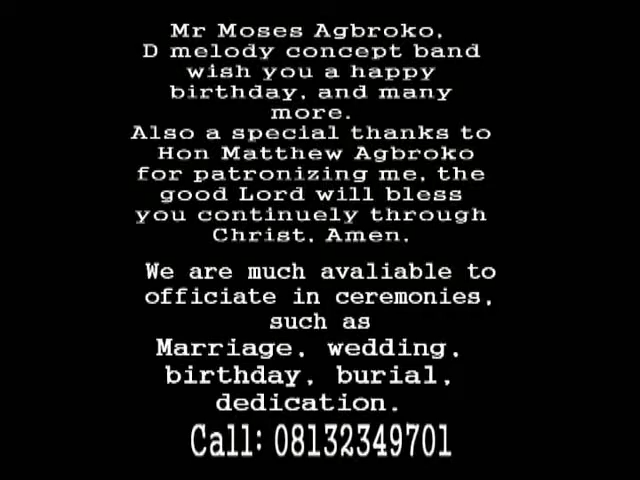 Mr Moses Agbroko,
D melody concept band
wish you a happy
birthday, and many
more.
Also a special thanks to
Hon Matthew Agbroko
for patronizing me, the
good Lord will bless
you continuely through
Christ, Amen.
We are much avaliable to
officiate in ceremonies,
such as
Marriage, wedding,
birthday, burial,
dedication.
Call: 08132349701